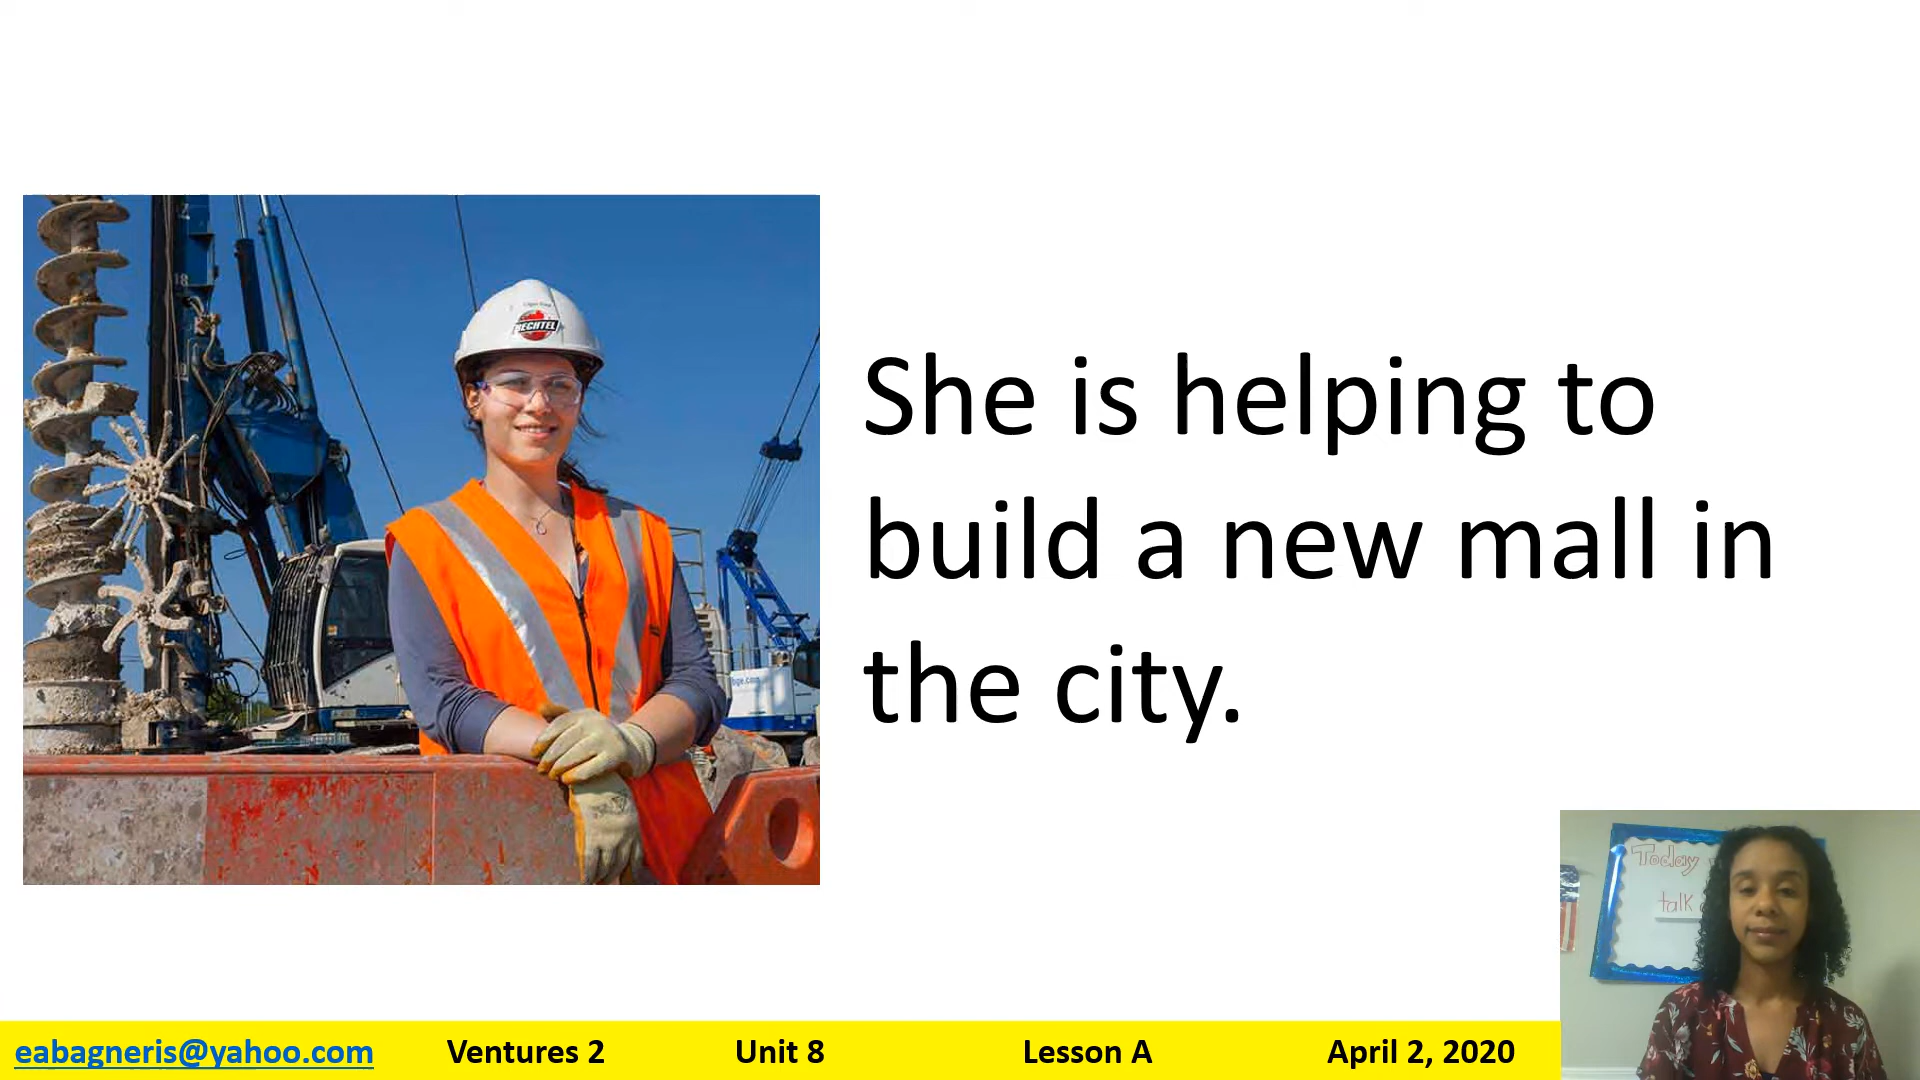 BECHTEL
She is helping to
build a new mall in
the city.
Today
talk
eabagneris@yahoo.com Ventures 2 Unit 8 Lesson A April 2, 2020